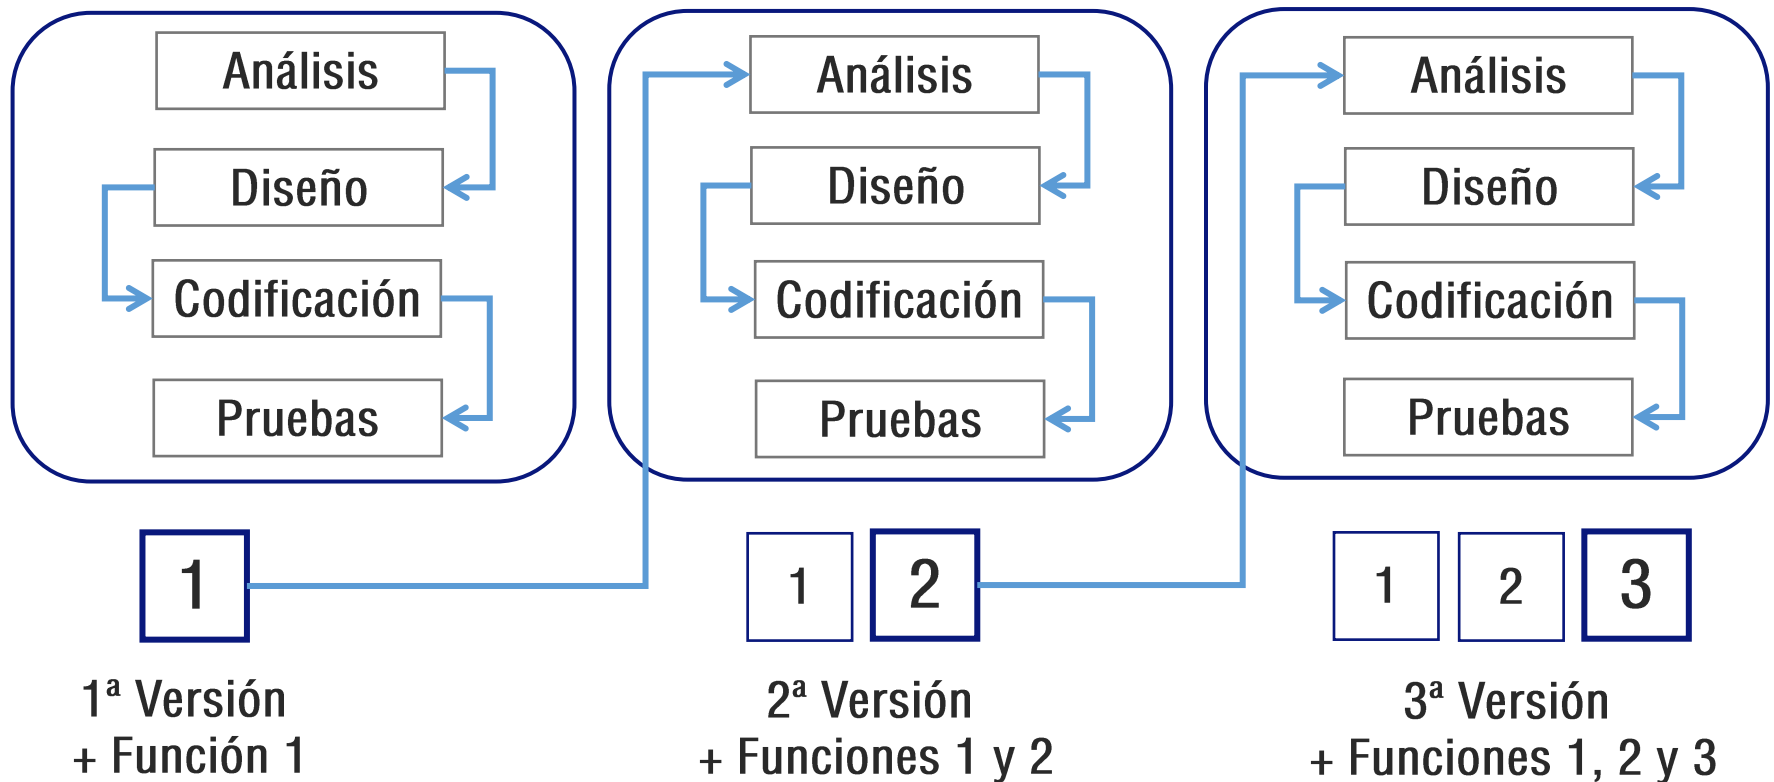 Análisis
Diseño
Codificación
Pruebas
1
1ª Versión
+ Función 1
Análisis
Diseño
Codificación
Pruebas
1
2
2ª Versión
+ Funciones 1 y 2
Análisis
Diseño
Codificación
Pruebas
1
2
3
3ª Versión
+ Funciones 1, 2 y 3